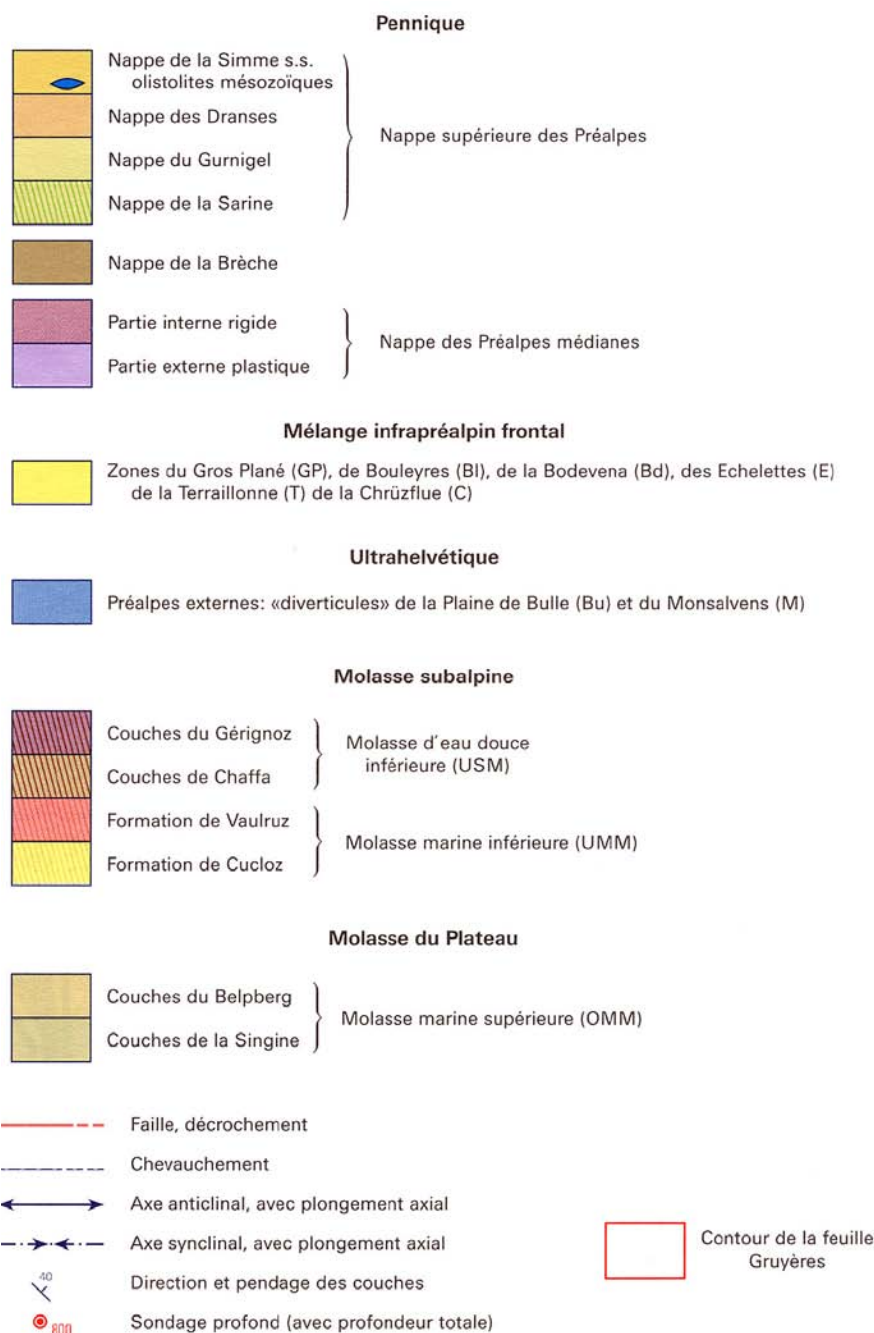 Pennique
Nappe de la Simme s.s.
olistolites mésozoïques
Nappe des Dranses
Nappe du Gurnigel
Nappe de la Sarine
Nappe supérieure des Préalpes
Nappe de la Brèche
Partie interne rigide
Partie externe plastique
Nappe des Préalpes médianes
Mélange infrapréalpin frontal
Zones du Gros Plané (GP), de Bouleyres (Bl), de la Bodevena (Bd), des Echelettes (E)
de la Terraillonne (T) de la Chrüzflue (C)
Ultrahelvétique
Préalpes externes: «diverticules» de la Plaine de Bulle (Bu) et du Monsalvens (M)
Molasse subalpine
Couches du Gérignoz
Couches de Chaffa
Molasse d'eau douce
inférieure (USM)
Formation de Vaulruz
Formation de Cucloz
Molasse marine inférieure (UMM)
Molasse du Plateau
Couches du Belpberg
Couches de la Singine
Molasse marine supérieure (OMM)
Faille, décrochement
Chevauchement
Axe anticlinal, avec plongement axial
Axe synclinal, avec plongement axial
40
Direction et pendage des couches
800
Sondage profond (avec profondeur totale)
Contour de la feuille
Gruyères